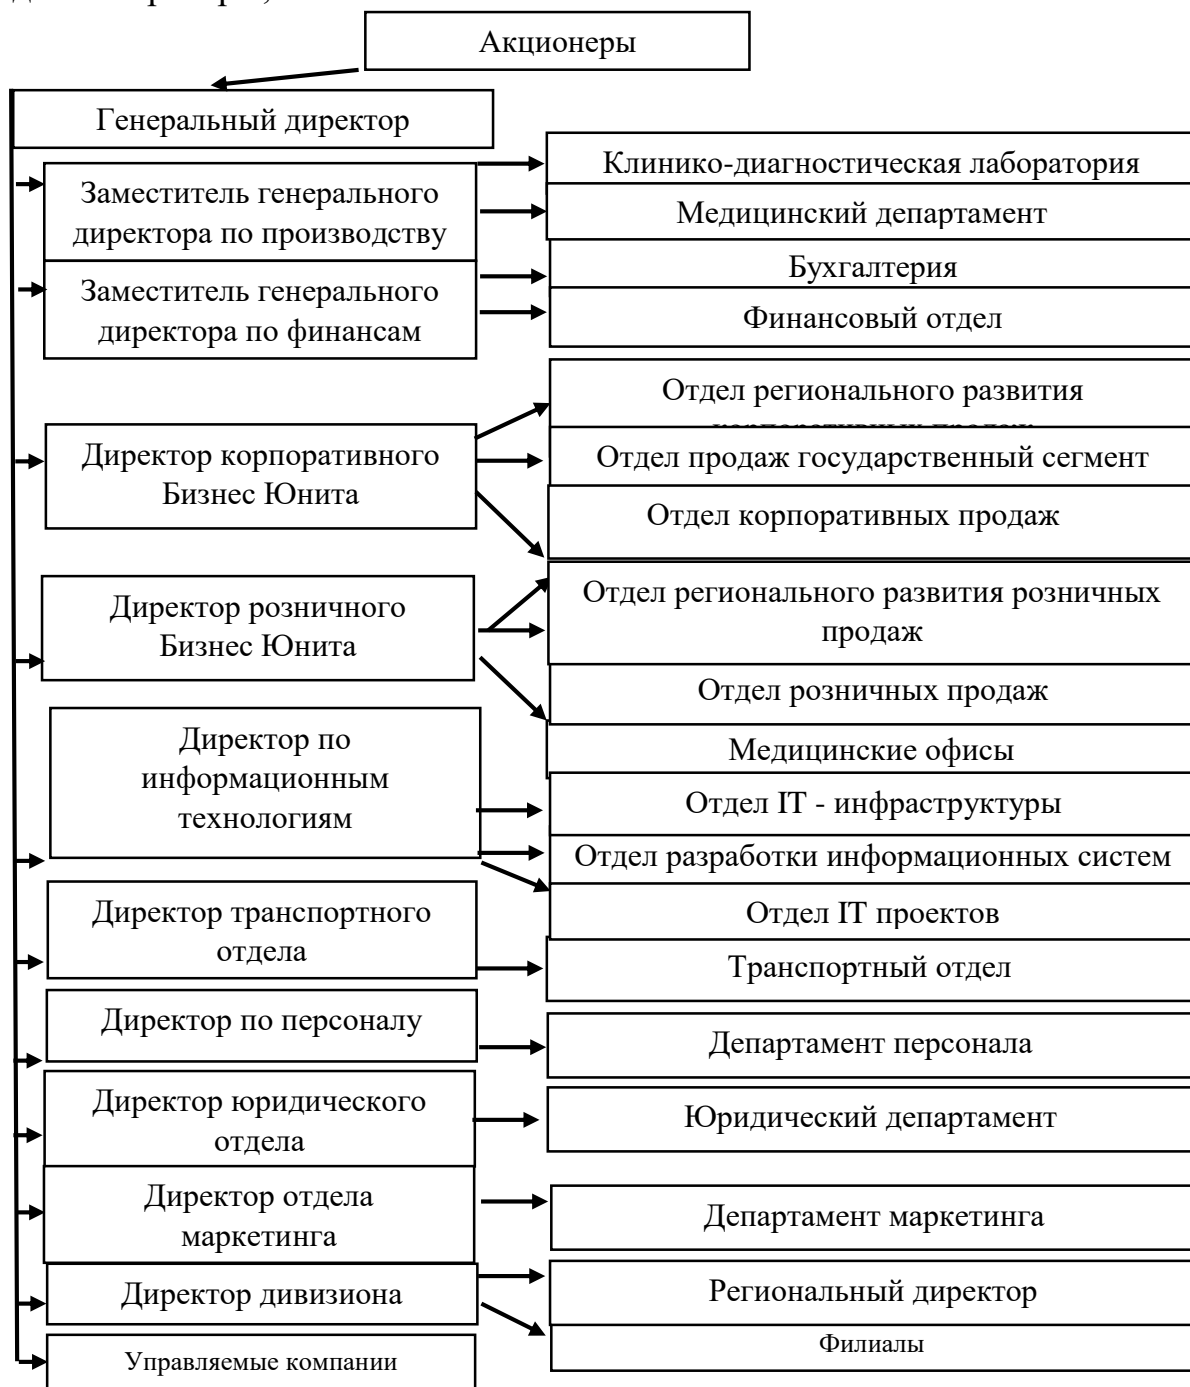 Акционеры
Генеральный директор
Клинико-диагностическая лаборатория
Заместитель генерального
директора по производству
Медицинский департамент
Бухгалтерия
Заместитель генерального
директора по финансам
Финансовый отдел
Отдел регионального развития
Директор корпоративного
Бизнес Юнита
Отдел продаж государственный сегмент
Отдел корпоративных продаж
Директор розничного
Бизнес Юнита
Отдел регионального развития розничных
продаж
Отдел розничных продаж
Директор по
информационным
технологиям
Медицинские офисы
Отдел IT - инфраструктуры
Отдел разработки информационных систем
Отдел IT проектов
Директор транспортного
отдела
Транспортный отдел
Директор по персоналу
Департамент персонала
Директор юридического
отдела
Юридический департамент
Директор отдела
маркетинга
Департамент маркетинга
Директор дивизиона
Региональный директор
Филиалы
Управляемые компании